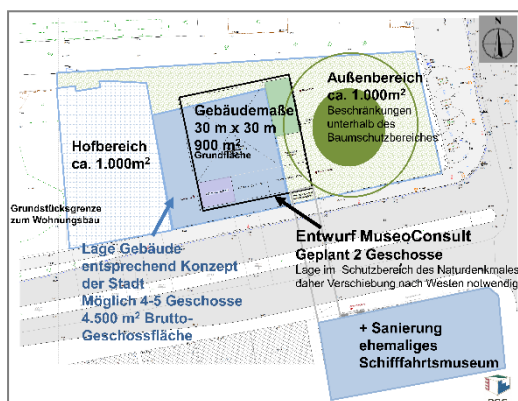 N
Außenbereich
ca. 1.000m²
Beschränkungen
unterhalb des
Baumschutzbereiches
Gebäudemaße
30 m x 30 m
900 m²
Grundfläche
Hofbereich
ca. 1.000m²
Grundstücksgrenze
zum Wohnungsbau
Lage Gebäude
entsprechend Konzept
der Stadt
Möglich 4-5 Geschosse
4.500 m² Brutto-
Geschossfläche
Entwurf MuseoConsult
Geplant 2 Geschosse
Lage im Schutzbereich des Naturdenkmales
daher Verschiebung nach Westen notwendig
+ Sanierung
ehemaliges
Schifffahrtsmuseum